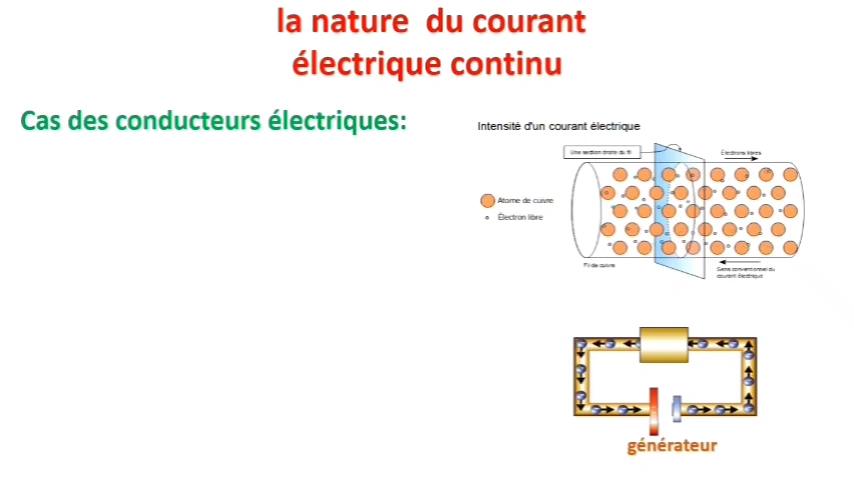 la nature du courant
électrique continu
Cas des conducteurs électriques:
Intensité d'un courant électrique
Une section droite du fil
Électrons libres
Atome de cuivre
Électron libre
Fil de cuivre
Sens conventionnel du
courant électrique
générateur